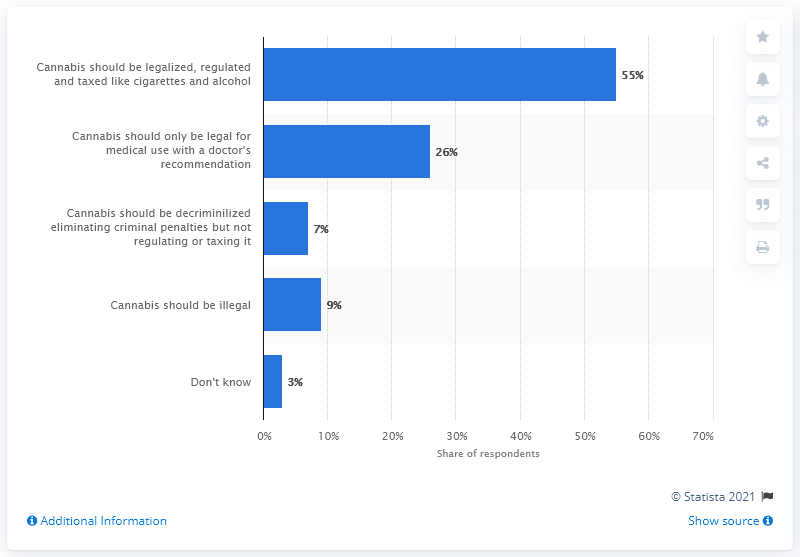 Cannabis should be legalized, regulated
and taxed like cigarettes and alcohol
55%
Cannabis should only be legal for
medical use with a doctor's
recommendation
26%
Cannabis should be decriminilized
eliminating criminal penalties but not
regulating or taxing it
7%
Cannabis should be illegal
9%
Don't know
3%
0% 10% 20% 30% 40% 50% 60% 70%
Share of respondents
© Statista 2021
Additional Information
Show source